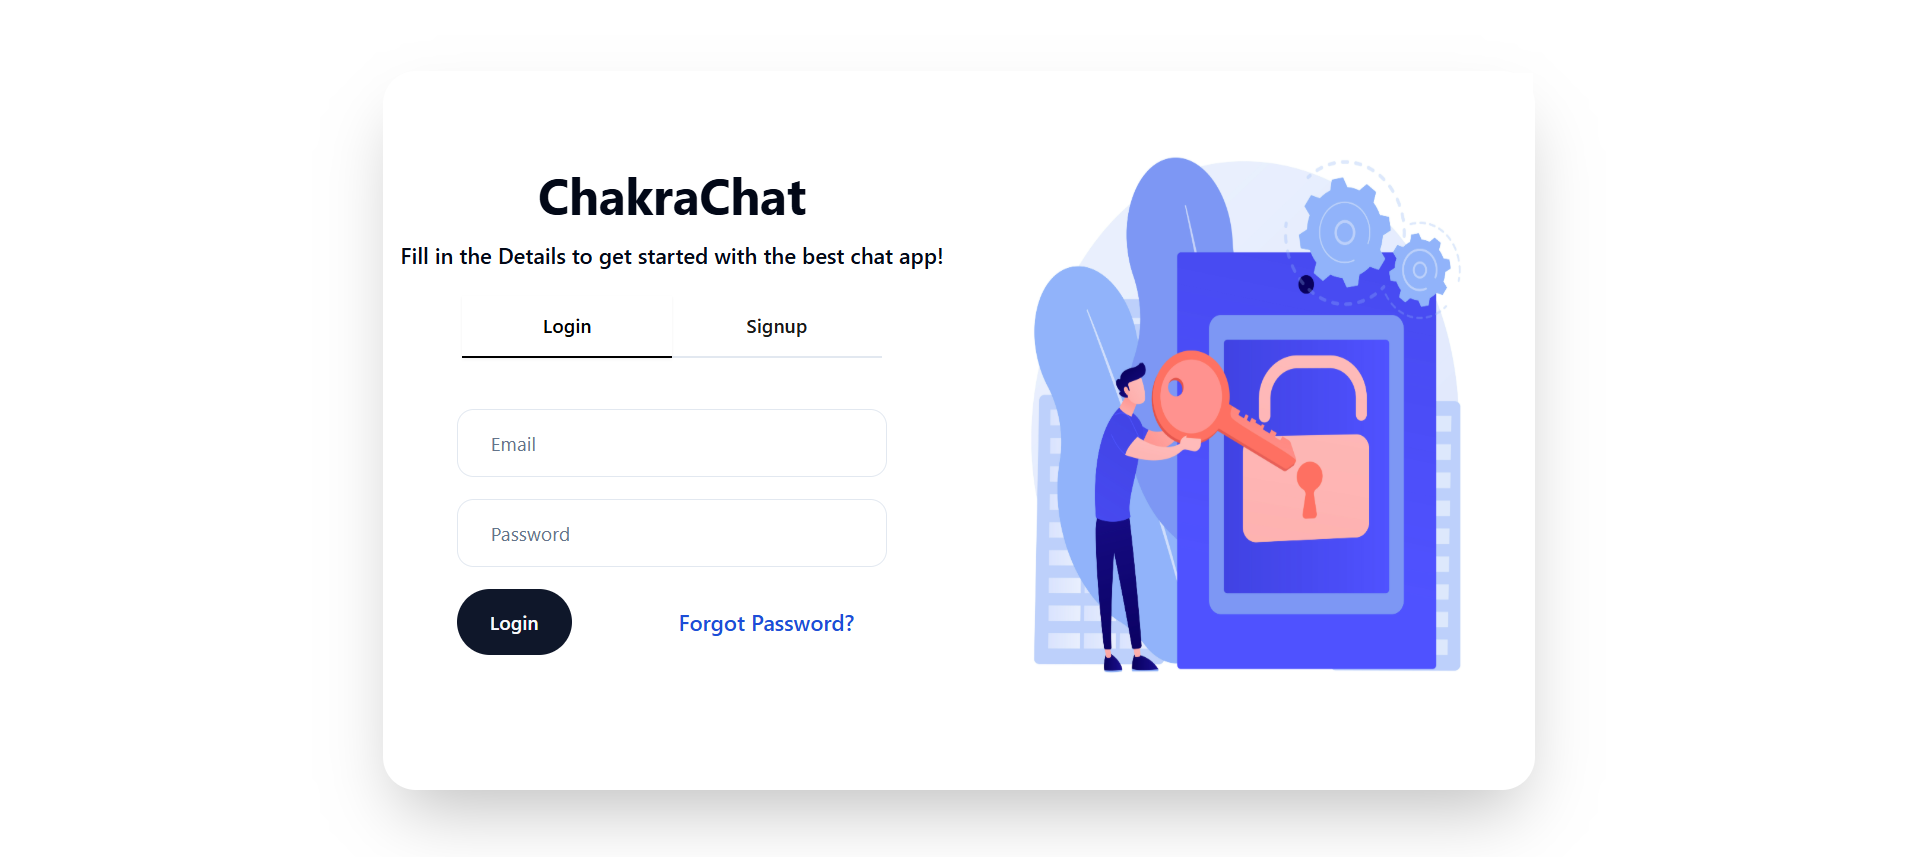 ChakraChat
Fill in the Details to get started with the best chat app!
Login Signup
Email
Password
Login Forgot Password?